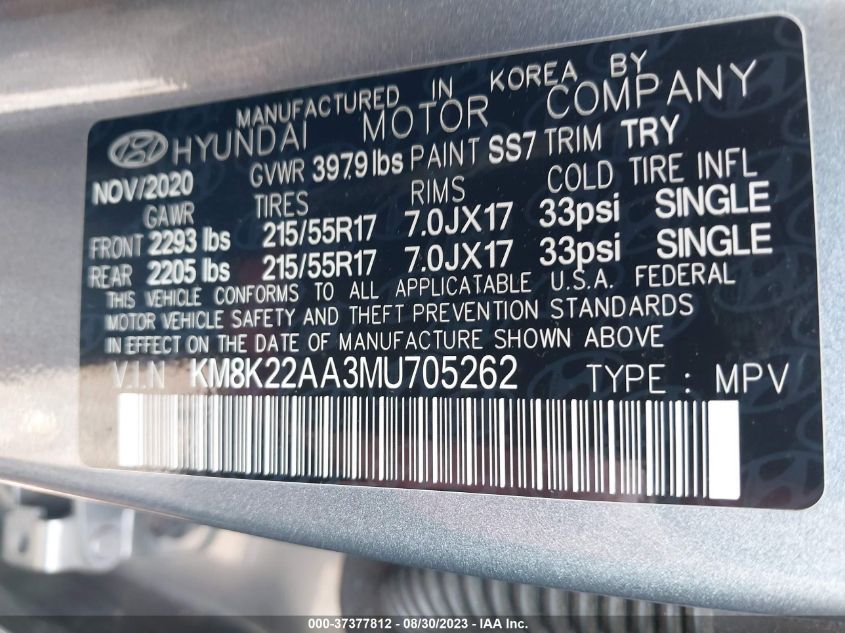 MANUFACTURED IN KOREA BY
HYUNDAI MOTOR COMPANY
NOV/2020 GVWR 3979 lbs PAINT SS7 TRIM TRY
GAWR TIRES RIMS COLD TIRE INFL
FRONT 2293 lbs 215/55R17 7.0JX17 33psi SINGLE
REAR 2205 lbs 215/55R17 7.0JX17 33psi SINGLE
THIS VEHICLE CONFORMS TO ALL APPLICATABLE U.S.A. FEDERAL
MOTOR VEHICLE SAFETY AND THEFT PREVENTION STANDARDS
IN EFFECT ON THE DATE OF MANUFACTURE SHOWN ABOVE
V.I.N KM8K22AA3MU705262 TYPE : MPV
000-37377812 - 08/30/2023 - © IAA Inc.